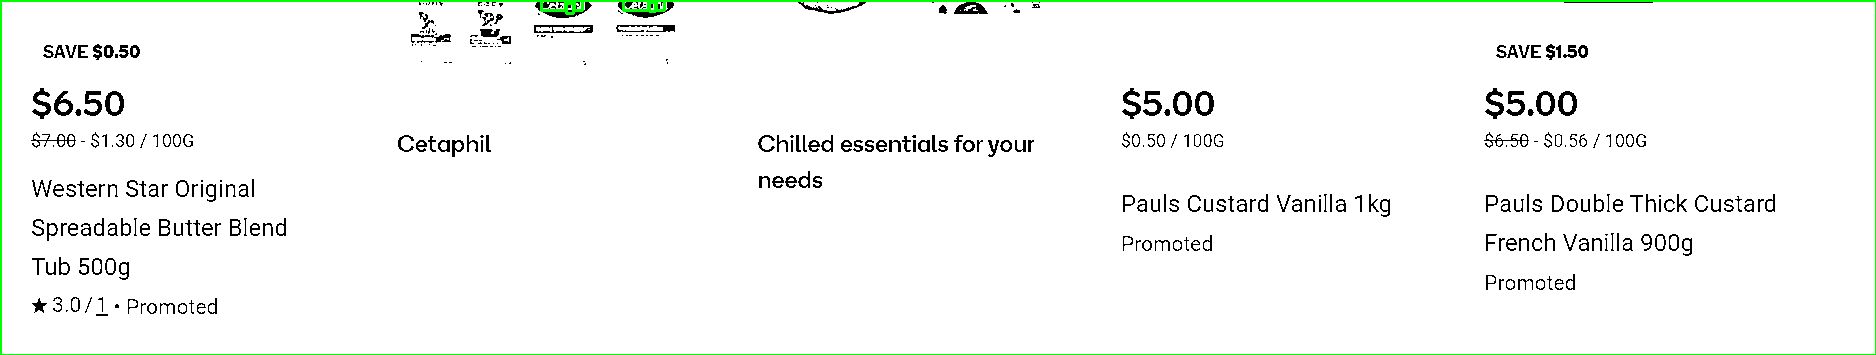 SAVE $0.50
$6.50
$7.00 - $1.30 / 100G
Western Star Original
Spreadable Butter Blend
Tub 500g
★ 3.0 / 1 • Promoted
Cetaphil
Chilled essentials for your
needs
$5.00
$0.50 / 100G
Pauls Custard Vanilla 1kg
Promoted
SAVE $1.50
$5.00
$6.50 - $0.56 / 100G
Pauls Double Thick Custard
French Vanilla 900g
Promoted